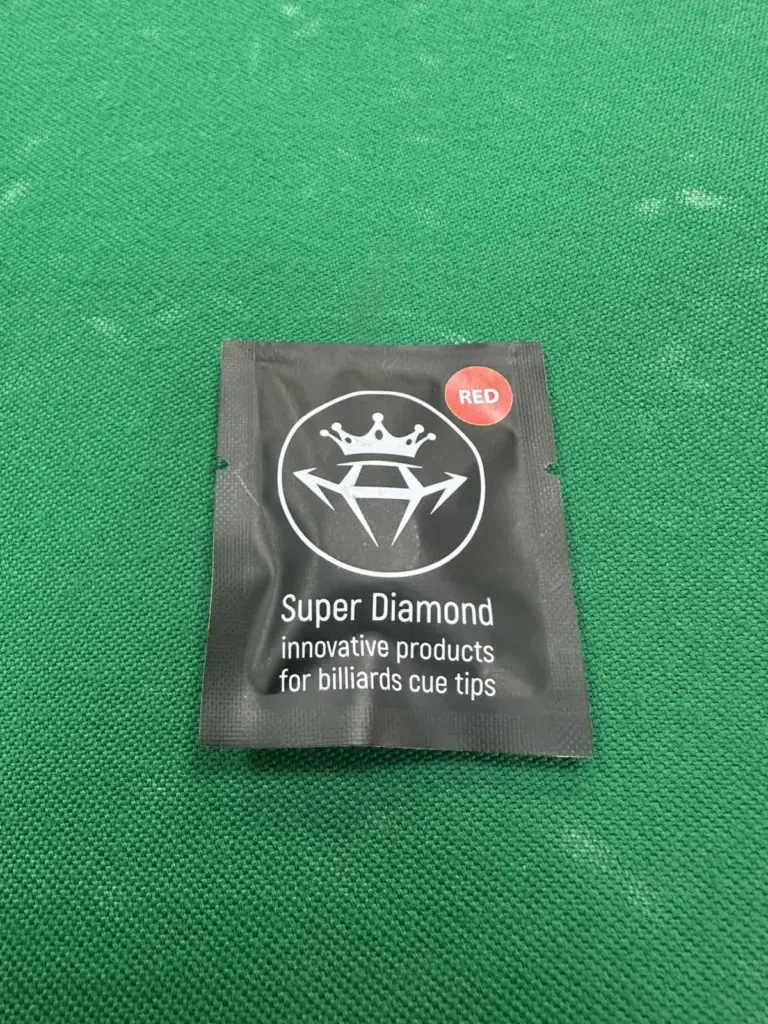 RED
Super Diamond
innovative products
for billiards cue tips